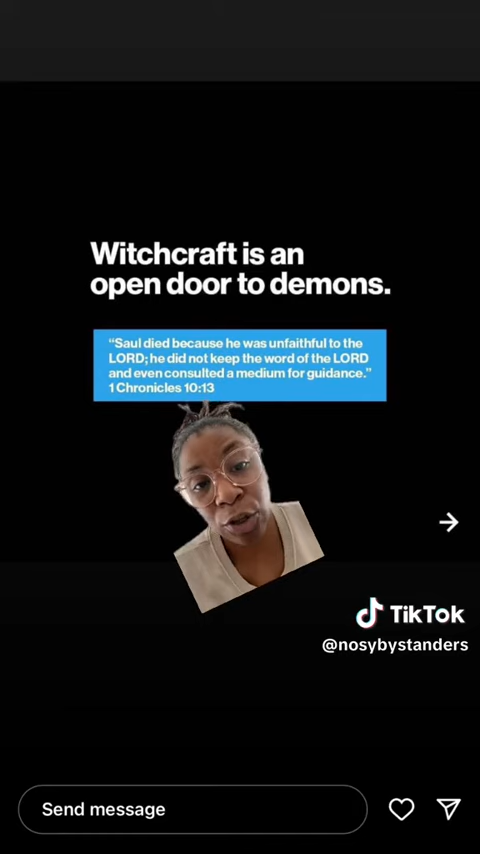 Witchcraft is an
open door to demons.
“Saul died because he was unfaithful to the
LORD; he did not keep the word of the LORD
and even consulted a medium for guidance.”
1 Chronicles 10:13
TikTok
@nosybystanders
Send message